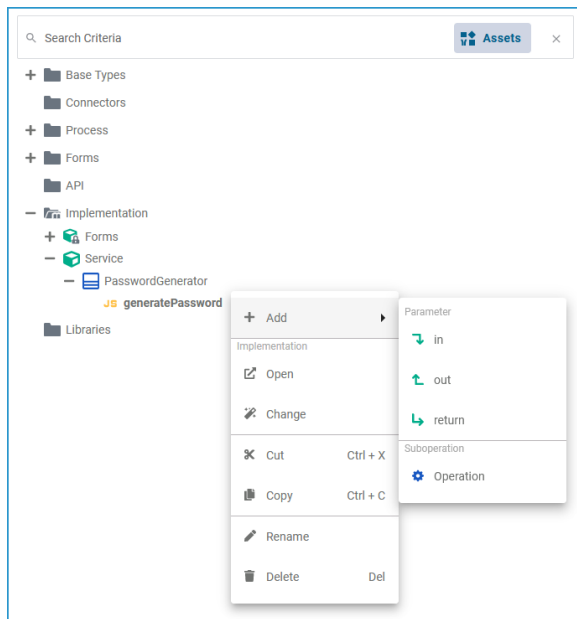 Search Criteria
Assets
Base Types
Connectors
Process
Forms
API
Implementation
Forms
Service
PasswordGenerator
JS generatePassword
Libraries
Add
Implementation
Open
Change
Cut Ctrl + X
Copy Ctrl + C
Rename
Delete Del
Parameter
in
out
return
Suboperation
Operation